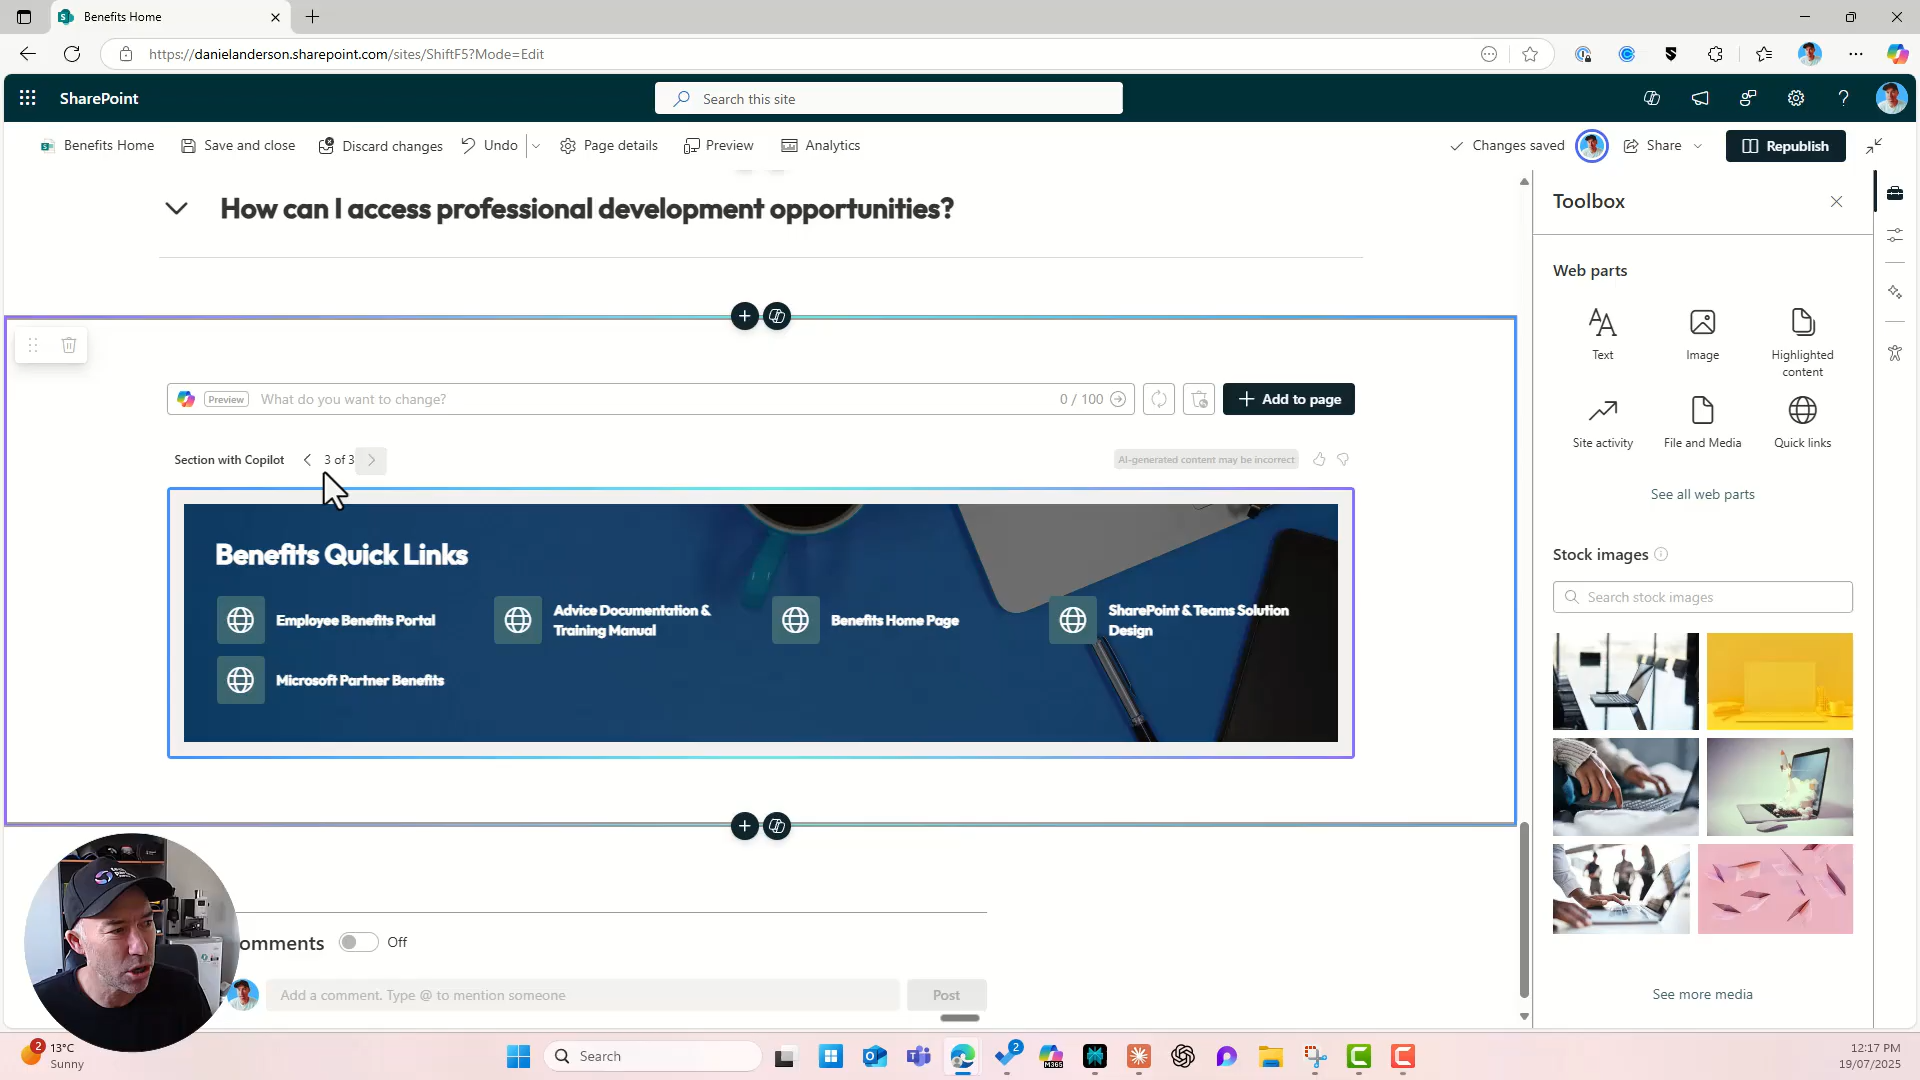 Benefits Home
https://danielanderson.sharepoint.com/sites/ShiftF5?Mode=Edit
SharePoint
Search this site
Benefits Home
Save and close
Discard changes
Undo
Page details
Preview
Analytics
Changes saved
Share
Republish
How can I access professional development opportunities?
Preview
What do you want to change?
0 / 100
Add to page
Section with Copilot
3 of 3
AI-generated content may be incorrect
Benefits Quick Links
Employee Benefits Portal
Advice Documentation &
Training Manual
Benefits Home Page
SharePoint & Teams Solution
Design
Microsoft Partner Benefits
omments
Off
Add a comment. Type @ to mention someone
Post
Toolbox
Web parts
Text
Image
Highlighted
content
Site activity
File and Media
Quick links
See all web parts
Stock images
Search stock images
See more media
2
13°C
Sunny
Search
2
M365
12:17 PM
19/07/2025